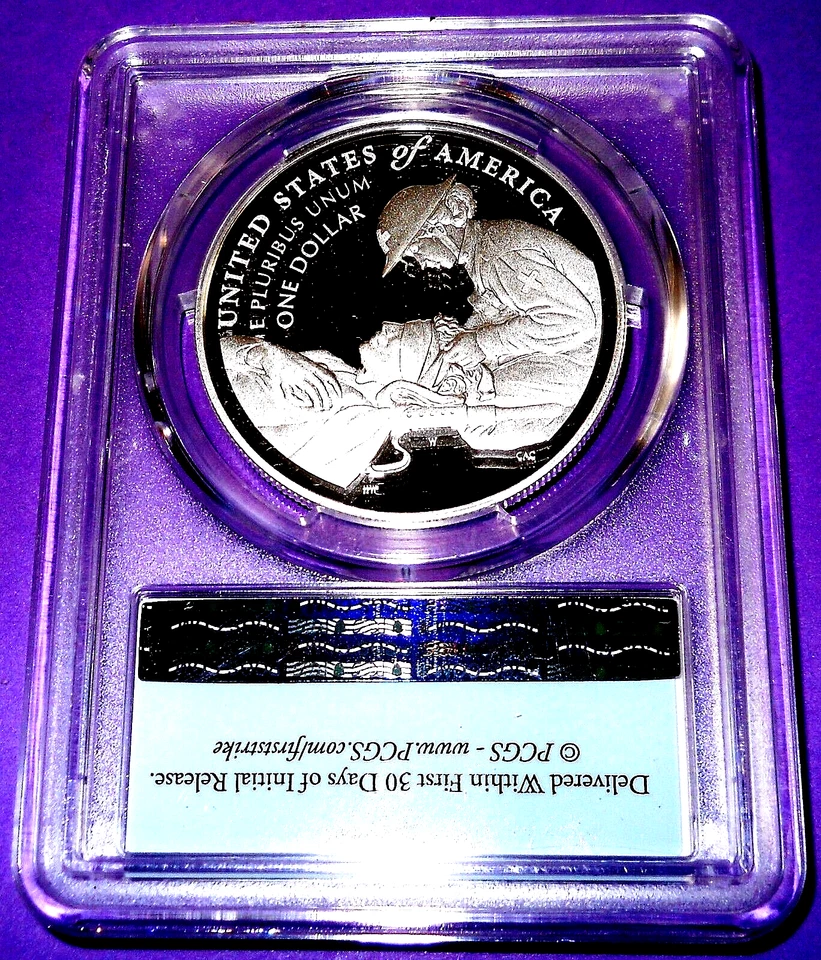 UNITED STATES of AMERICA
E PLURIBUS UNUM
ONE DOLLAR
W
CAC
Delivered Within First 30 Days of Initial Release.
© PCGS - www.PCGS.com/firststrike